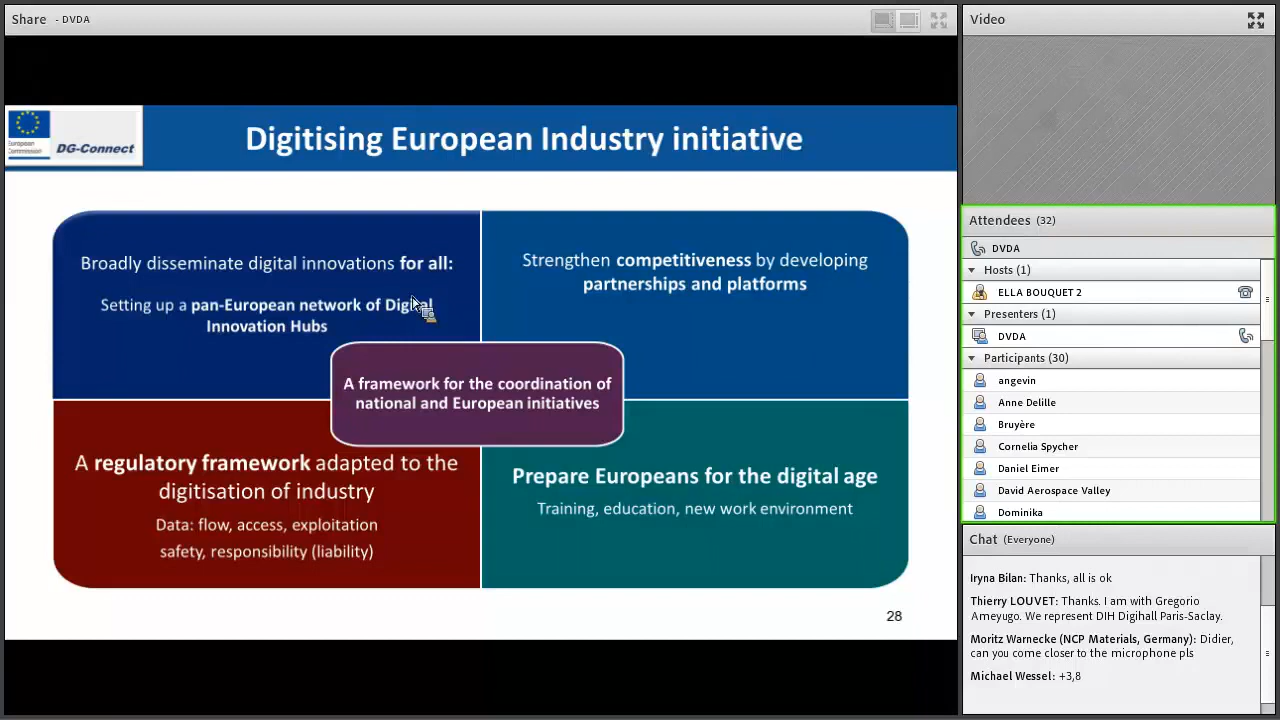 Share - DVDA
Video
European
Commission
DG-Connect
Digitising European Industry initiative
Broadly disseminate digital innovations for all:
Setting up a pan-European network of Digital
Innovation Hubs
Strengthen competitiveness by developing
partnerships and platforms
A framework for the coordination of
national and European initiatives
A regulatory framework adapted to the
digitisation of industry
Data: flow, access, exploitation
safety, responsibility (liability)
Prepare Europeans for the digital age
Training, education, new work environment
28
Attendees (32)
DVDA
Hosts (1)
ELLA BOUQUET 2
Presenters (1)
DVDA
Participants (30)
angevin
Anne Delille
Bruyère
Cornelia Spycher
Daniel Eimer
David Aerospace Valley
Dominika
Chat (Everyone)
Iryna Bilan: Thanks, all is ok
Thierry LOUVET: Thanks. I am with Gregorio
Ameyugo. We represent DIH Digihall Paris-Saclay.
Moritz Warnecke (NCP Materials, Germany): Didier,
can you come closer to the microphone pls
Michael Wessel: +3,8